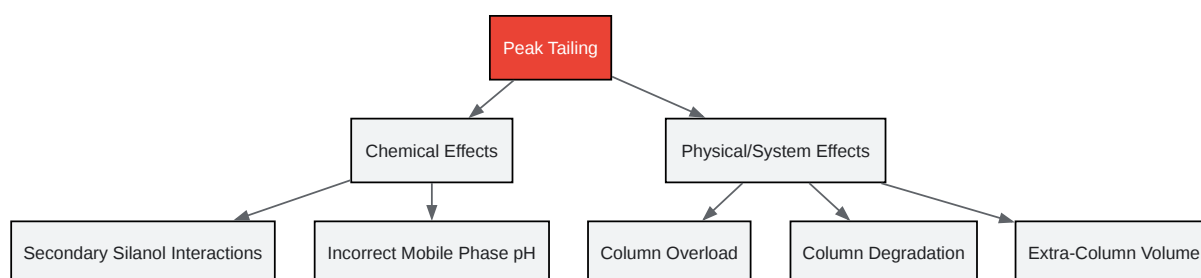 Peak Tailing
Chemical Effects
Physical/System Effects
Secondary Silanol Interactions
Incorrect Mobile Phase pH
Column Overload
Column Degradation
Extra-Column Volume